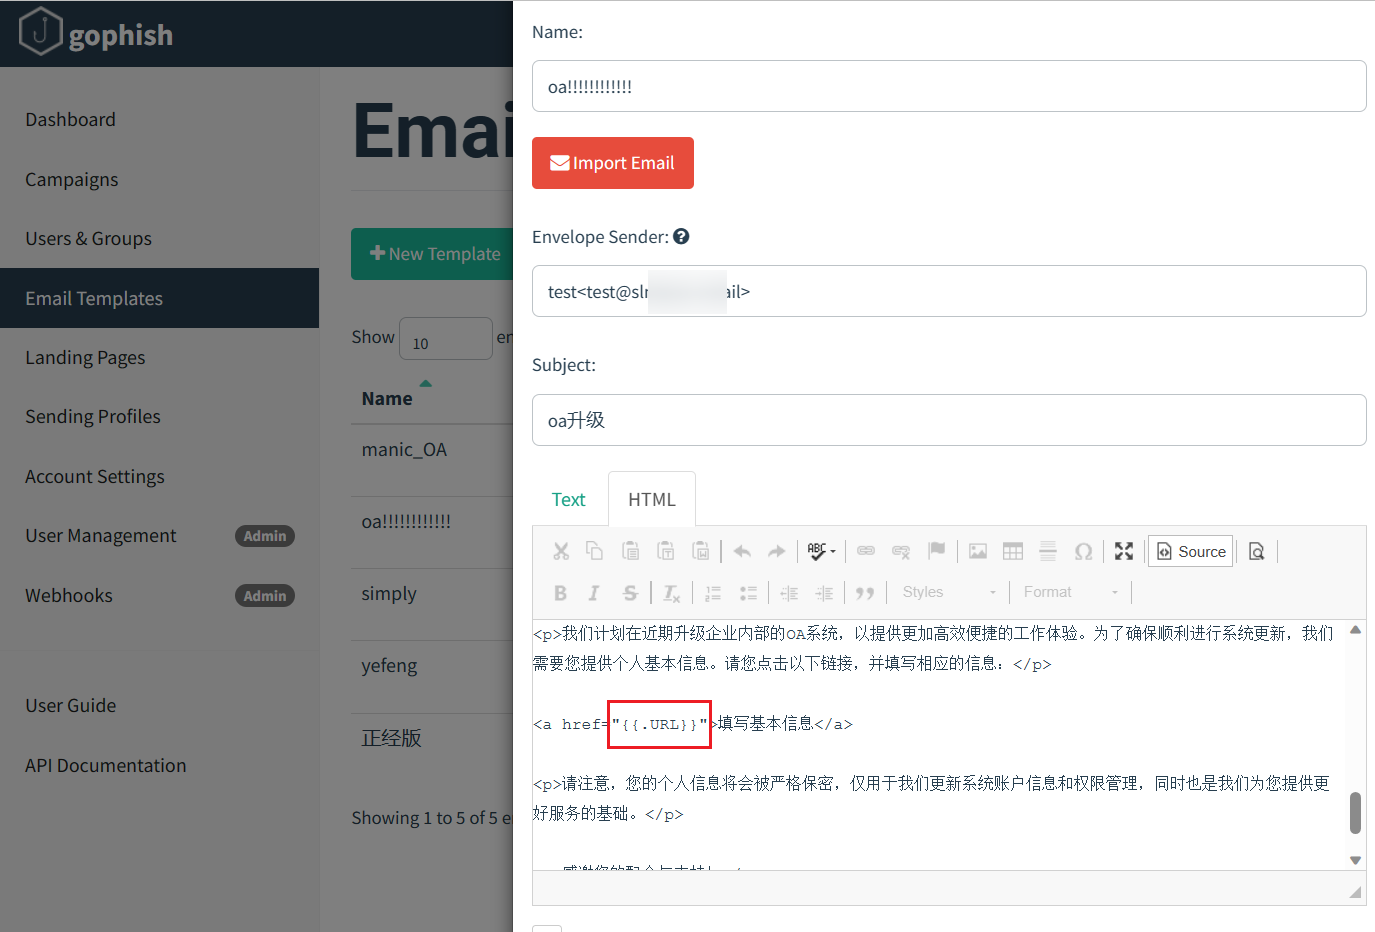 gophish
Dashboard
Campaigns
Users & Groups
Email Templates
Landing Pages
Sending Profiles
Account Settings
User Management Admin
Webhooks Admin
User Guide
API Documentation
Emai
New Template
Show 10 en
Name
manic_OA
oa!!!!!!!!!!!!
simply
yefeng
正经版
Showing 1 to 5 of 5 e
Name:
oa!!!!!!!!!!!!
Import Email
Envelope Sender:
test<test@slr ail>
Subject:
oa升级
Text HTML
ABC Source
B I S Tx Styles Format
<p>我们计划在近期升级企业内部的OA系统，以提供更加高效便捷的工作体验。为了确保顺利进行系统更新，我们
需要您提供个人基本信息。请您点击以下链接，并填写相应的信息：</p>
<a href="{{.URL}}">填写基本信息</a>
<p>请注意，您的个人信息将会被严格保密，仅用于我们更新系统账户信息和权限管理，同时也是我们为您提供更
好服务的基础。</p>